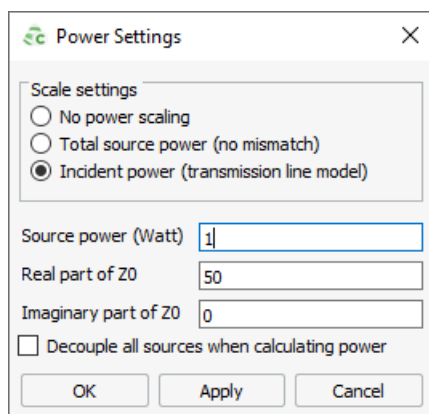 Power Settings
Scale settings
No power scaling
Total source power (no mismatch)
Incident power (transmission line model)
Source power (Watt) 1
Real part of Z0 50
Imaginary part of Z0 0
Decouple all sources when calculating power
OK Apply Cancel